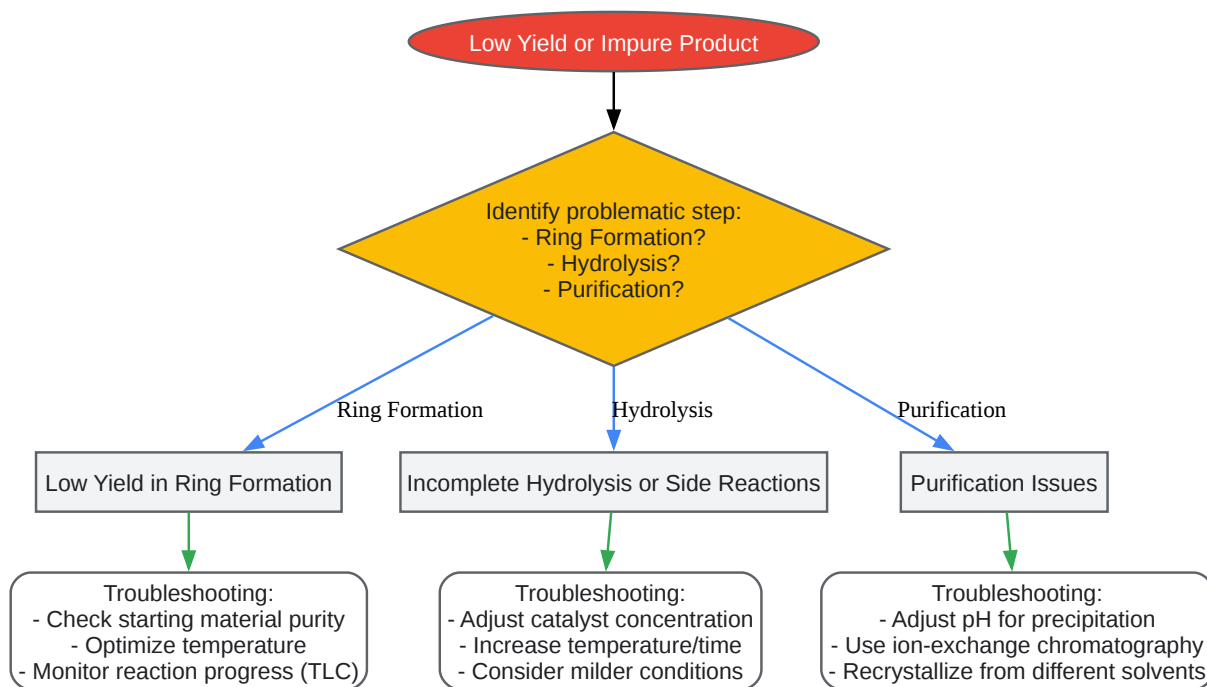 Low Yield or Impure Product
Identify problematic step:
- Ring Formation?
- Hydrolysis?
- Purification?
Ring Formation
Hydrolysis
Purification
Low Yield in Ring Formation
Incomplete Hydrolysis or Side Reactions
Purification Issues
Troubleshooting:
- Check starting material purity
- Optimize temperature
- Monitor reaction progress (TLC)
Troubleshooting:
- Adjust catalyst concentration
- Increase temperature/time
- Consider milder conditions
Troubleshooting:
- Adjust pH for precipitation
- Use ion-exchange chromatography
- Recrystallize from different solvents